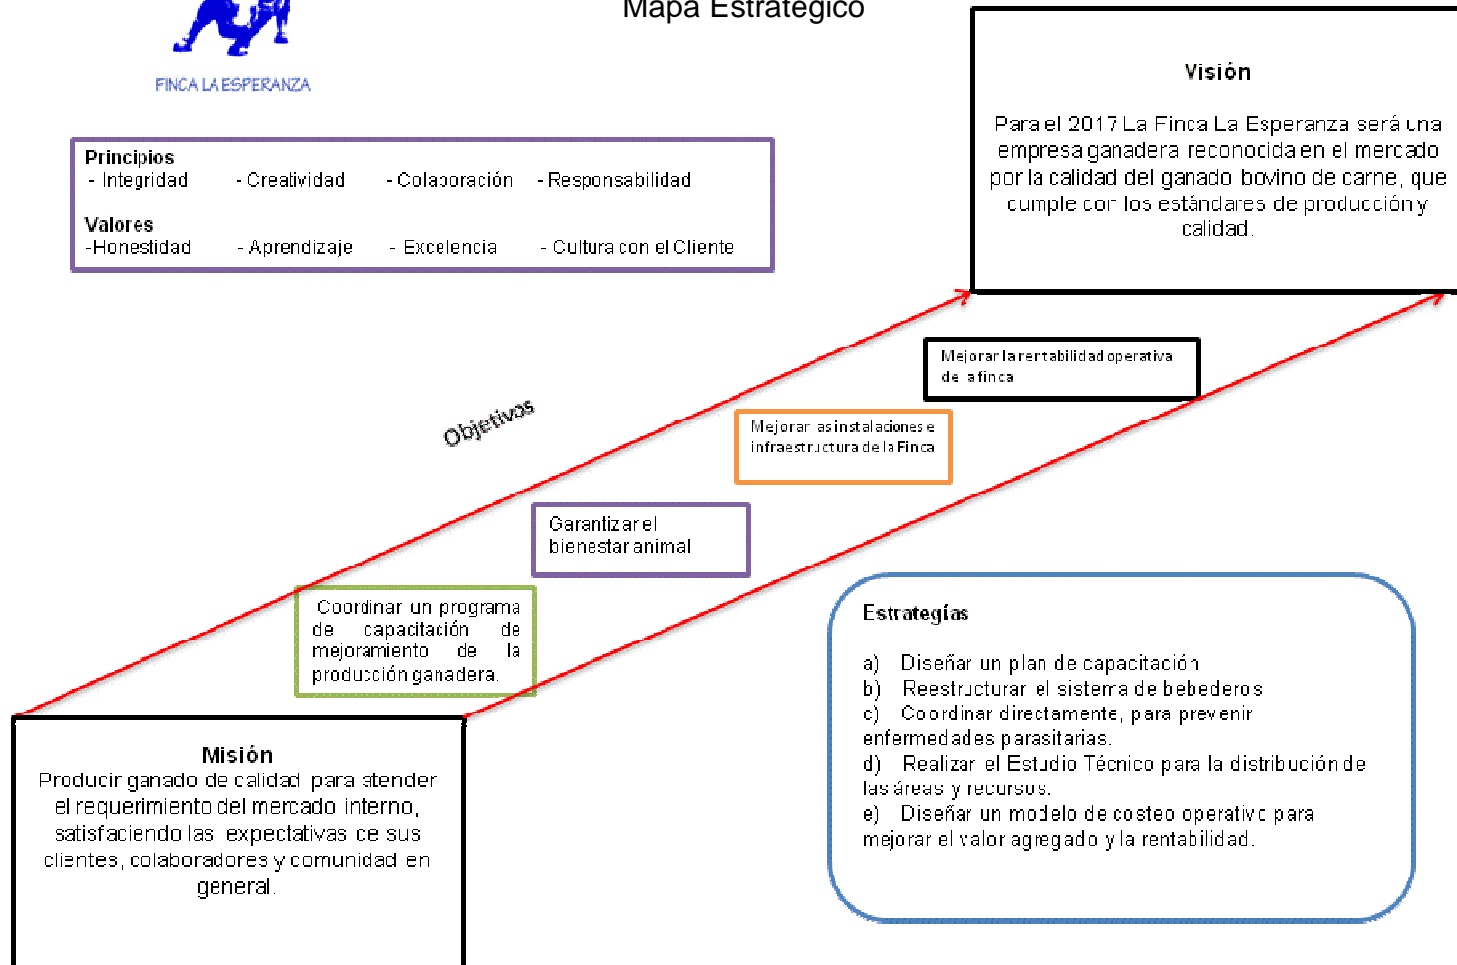 Mapa Estratégico
FINCA LA ESPERANZA
Visión
Para el 2017 La Finca La Esperanza será una
empresa ganadera reconocida en el mercado
por la calidad del ganado bovino de carne, que
cumple con los estándares de producción y
calidad.
Principios
- Integridad - Creatividad - Colaboración - Responsabilidad
Valores
-Honestidad - Aprendizaje - Excelencia - Cultura con el Cliente
Objetivos
Mejorar la rentabilidad operativa
de la finca
Mejorar las instalaciones e
infraestructura de la Finca
Garantizar el
bienestar animal
Coordinar un programa
de capacitación de
mejoramiento de la
producción ganadera.
Estrategías
a) Diseñar un plan de capacitación
b) Reestructurar el sistema de bebederos
c) Coordinar directamente, para prevenir
enfermedades parasitarias.
d) Realizar el Estudio Técnico para la distribución de
las áreas y recursos.
e) Diseñar un modelo de costeo operativo para
mejorar el valor agregado y la rentabilidad.
Misión
Producir ganado de calidad para atender
el requerimiento del mercado interno,
satisfaciendo las expectativas de sus
clientes, colaboradores y comunidad en
general.